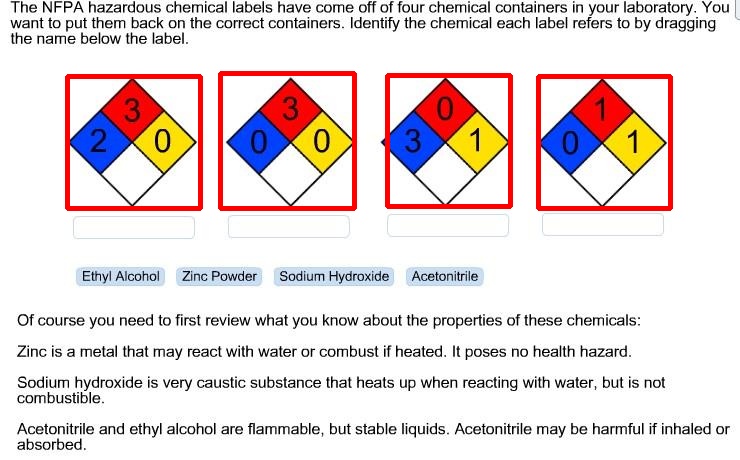 The NFPA hazardous chemical labels have come off of four chemical containers in your laboratory. You
want to put them back on the correct containers. Identify the chemical each label refers to by dragging
the name below the label.
3
2 0
3
0 0
0
3 1
1
0 1
Ethyl Alcohol Zinc Powder Sodium Hydroxide Acetonitrile
Of course you need to first review what you know about the properties of these chemicals:
Zinc is a metal that may react with water or combust if heated. It poses no health hazard.
Sodium hydroxide is very caustic substance that heats up when reacting with water, but is not
combustible.
Acetonitrile and ethyl alcohol are flammable, but stable liquids. Acetonitrile may be harmful if inhaled or
absorbed.